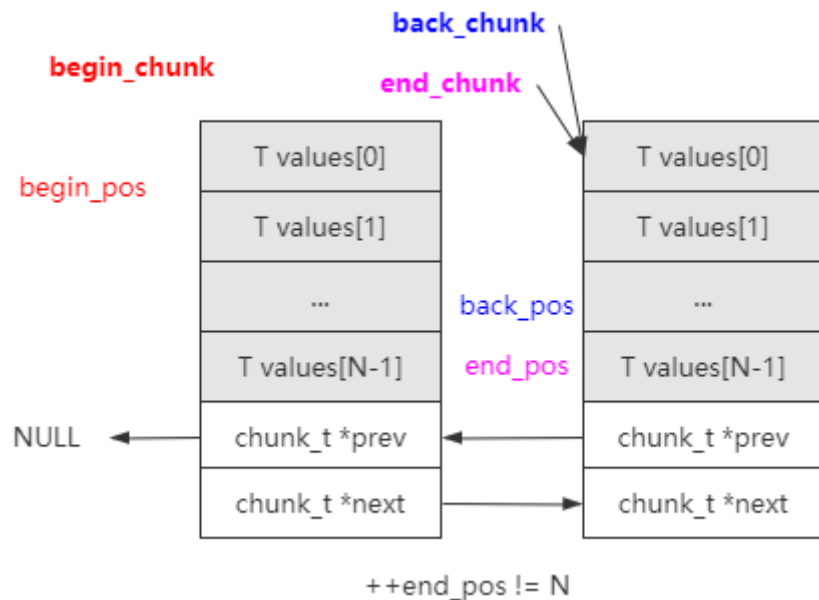 back_chunk
begin_chunk
end_chunk
T values[0]
T values[0]
begin_pos
T values[1]
T values[1]
...
back_pos
...
T values[N-1]
end_pos
T values[N-1]
NULL
chunk_t *prev
chunk_t *prev
chunk_t *next
chunk_t *next
++end_pos != N